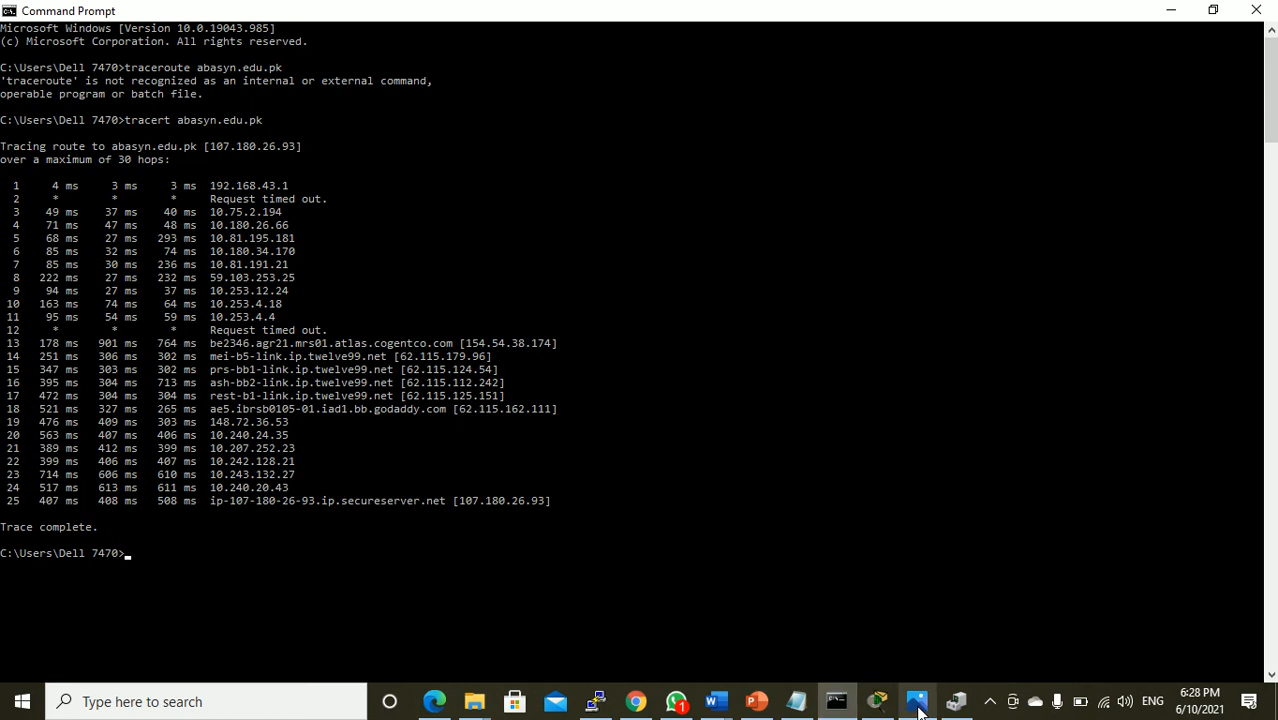 Command Prompt
Microsoft Windows [Version 10.0.19043.985]
(c) Microsoft Corporation. All rights reserved.
C:\Users\Dell 7470>traceroute abasyn.edu.pk
'traceroute' is not recognized as an internal or external command,
operable program or batch file.
C:\Users\Dell 7470>tracert abasyn.edu.pk
Tracing route to abasyn.edu.pk [107.180.26.93]
over a maximum of 30 hops:
1 4 ms 3 ms 3 ms 192.168.43.1
2 * * * Request timed out.
3 49 ms 37 ms 40 ms 10.75.2.194
4 71 ms 47 ms 48 ms 10.180.26.66
5 68 ms 27 ms 293 ms 10.81.195.181
6 85 ms 32 ms 74 ms 10.180.34.170
7 85 ms 30 ms 236 ms 10.81.191.21
8 222 ms 27 ms 232 ms 59.103.253.25
9 94 ms 27 ms 37 ms 10.253.12.24
10 163 ms 74 ms 64 ms 10.253.4.18
11 95 ms 54 ms 59 ms 10.253.4.4
12 * * * Request timed out.
13 178 ms 901 ms 764 ms be2346.agr21.mrs01.atlas.cogentco.com [154.54.38.174]
14 251 ms 306 ms 302 ms mei-b5-link.ip.twelve99.net [62.115.179.96]
15 347 ms 303 ms 302 ms prs-bb1-link.ip.twelve99.net [62.115.124.54]
16 395 ms 304 ms 713 ms ash-bb2-link.ip.twelve99.net [62.115.112.242]
17 472 ms 304 ms 304 ms rest-b1-link.ip.twelve99.net [62.115.125.151]
18 521 ms 327 ms 265 ms ae5.ibrsb0105-01.iad1.bb.godaddy.com [62.115.162.111]
19 476 ms 409 ms 303 ms 148.72.36.53
20 563 ms 407 ms 406 ms 10.240.24.35
21 389 ms 412 ms 399 ms 10.207.252.23
22 399 ms 406 ms 407 ms 10.242.128.21
23 714 ms 606 ms 610 ms 10.243.132.27
24 517 ms 613 ms 611 ms 10.240.20.43
25 407 ms 408 ms 508 ms ip-107-180-26-93.ip.secureserver.net [107.180.26.93]
Trace complete.
C:\Users\Dell 7470>
Type here to search
1
ENG
6:28 PM
6/10/2021